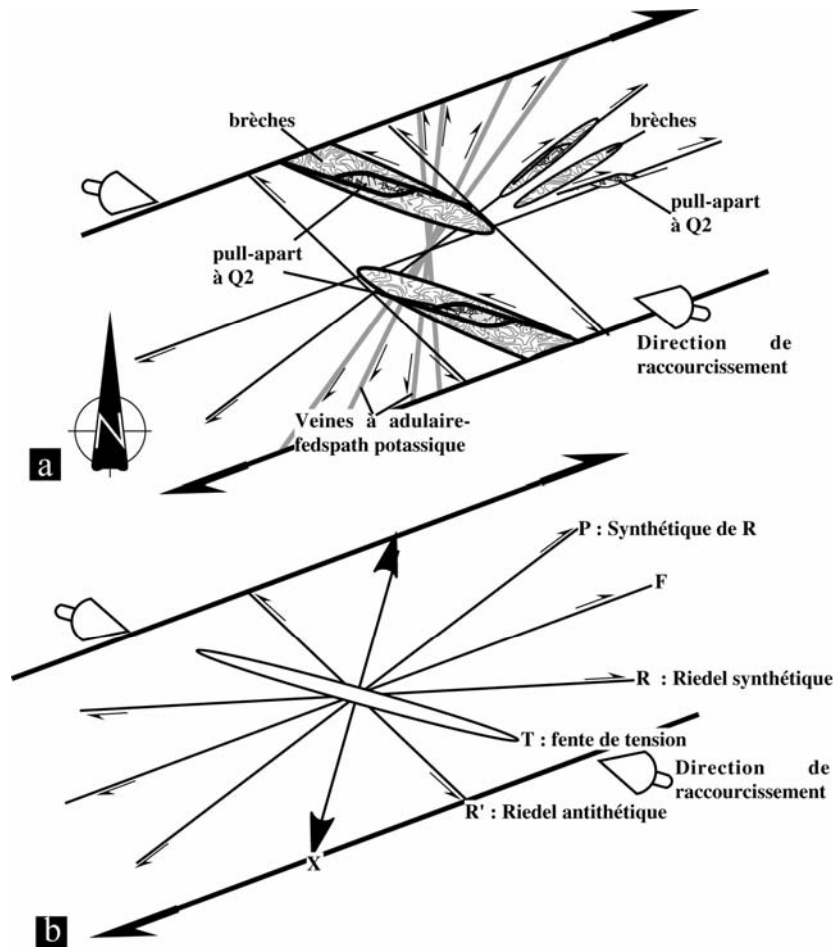 brèches
brèches
pull-apart
à Q2
pull-apart
à Q2
Direction de
raccourcissement
Veines à adulaire-
fedspath potassique
N
a
P : Synthétique de R
F
R : Riedel synthétique
T : fente de tension
Direction de
raccourcissement
R' : Riedel antithétique
X
b